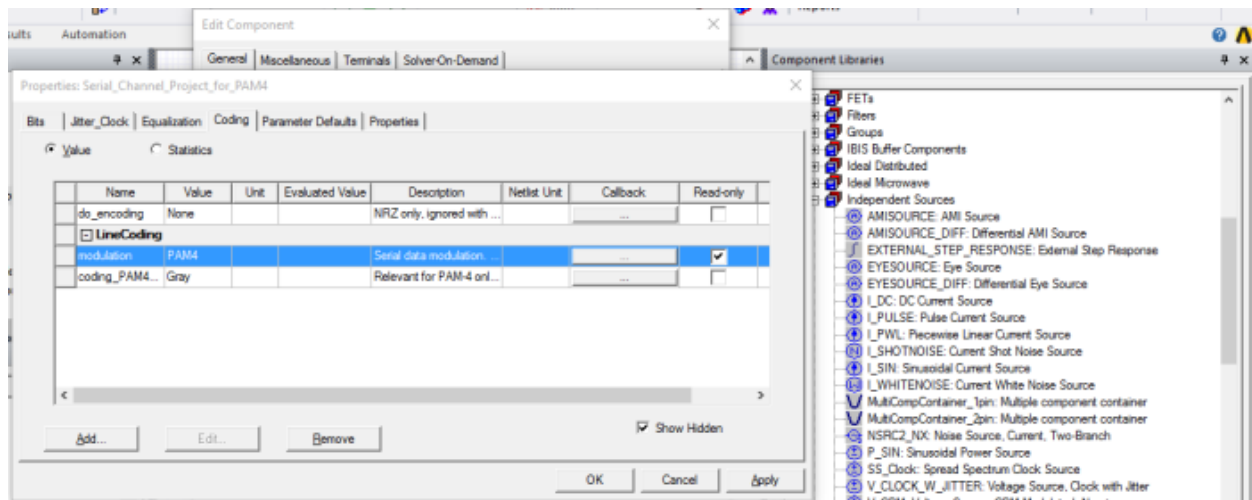 Reports
sults Automation
Edit Component
General Miscellaneous Terminals Solver-On-Demand
Component Libraries
Properties: Serial_Channel_Project_for_PAM4
Bits Jitter_Clock Equalization Coding Parameter Defaults Properties
Value Statistics
Name Value Unit Evaluated Value Description Netlist Unit Callback Read-only
do_encoding None NRZ only, ignored with ... ...
LineCoding
modulation PAM4 Serial data modulation. ... ...
coding_PAM4... Gray Relevant for PAM-4 onl... ...
Add... Edit... Remove
Show Hidden
OK Cancel Apply
FETs
Filters
Groups
IBIS Buffer Components
Ideal Distributed
Ideal Microwave
Independent Sources
AMISOURCE: AMI Source
AMISOURCE_DIFF: Differential AMI Source
EXTERNAL_STEP_RESPONSE: External Step Response
EYESOURCE: Eye Source
EYESOURCE_DIFF: Differential Eye Source
I_DC: DC Current Source
I_PULSE: Pulse Current Source
I_PWL: Piecewise Linear Current Source
I_SHOTNOISE: Current Shot Noise Source
I_SIN: Sinusoidal Current Source
I_WHITENOISE: Current White Noise Source
MultiCompContainer_1pin: Multiple component container
MultiCompContainer_2pin: Multiple component container
NSRC2_NX: Noise Source, Current, Two-Branch
P_SIN: Sinusoidal Power Source
SS_Clock: Spread Spectrum Clock Source
V_CLOCK_W_JITTER: Voltage Source, Clock with Jitter